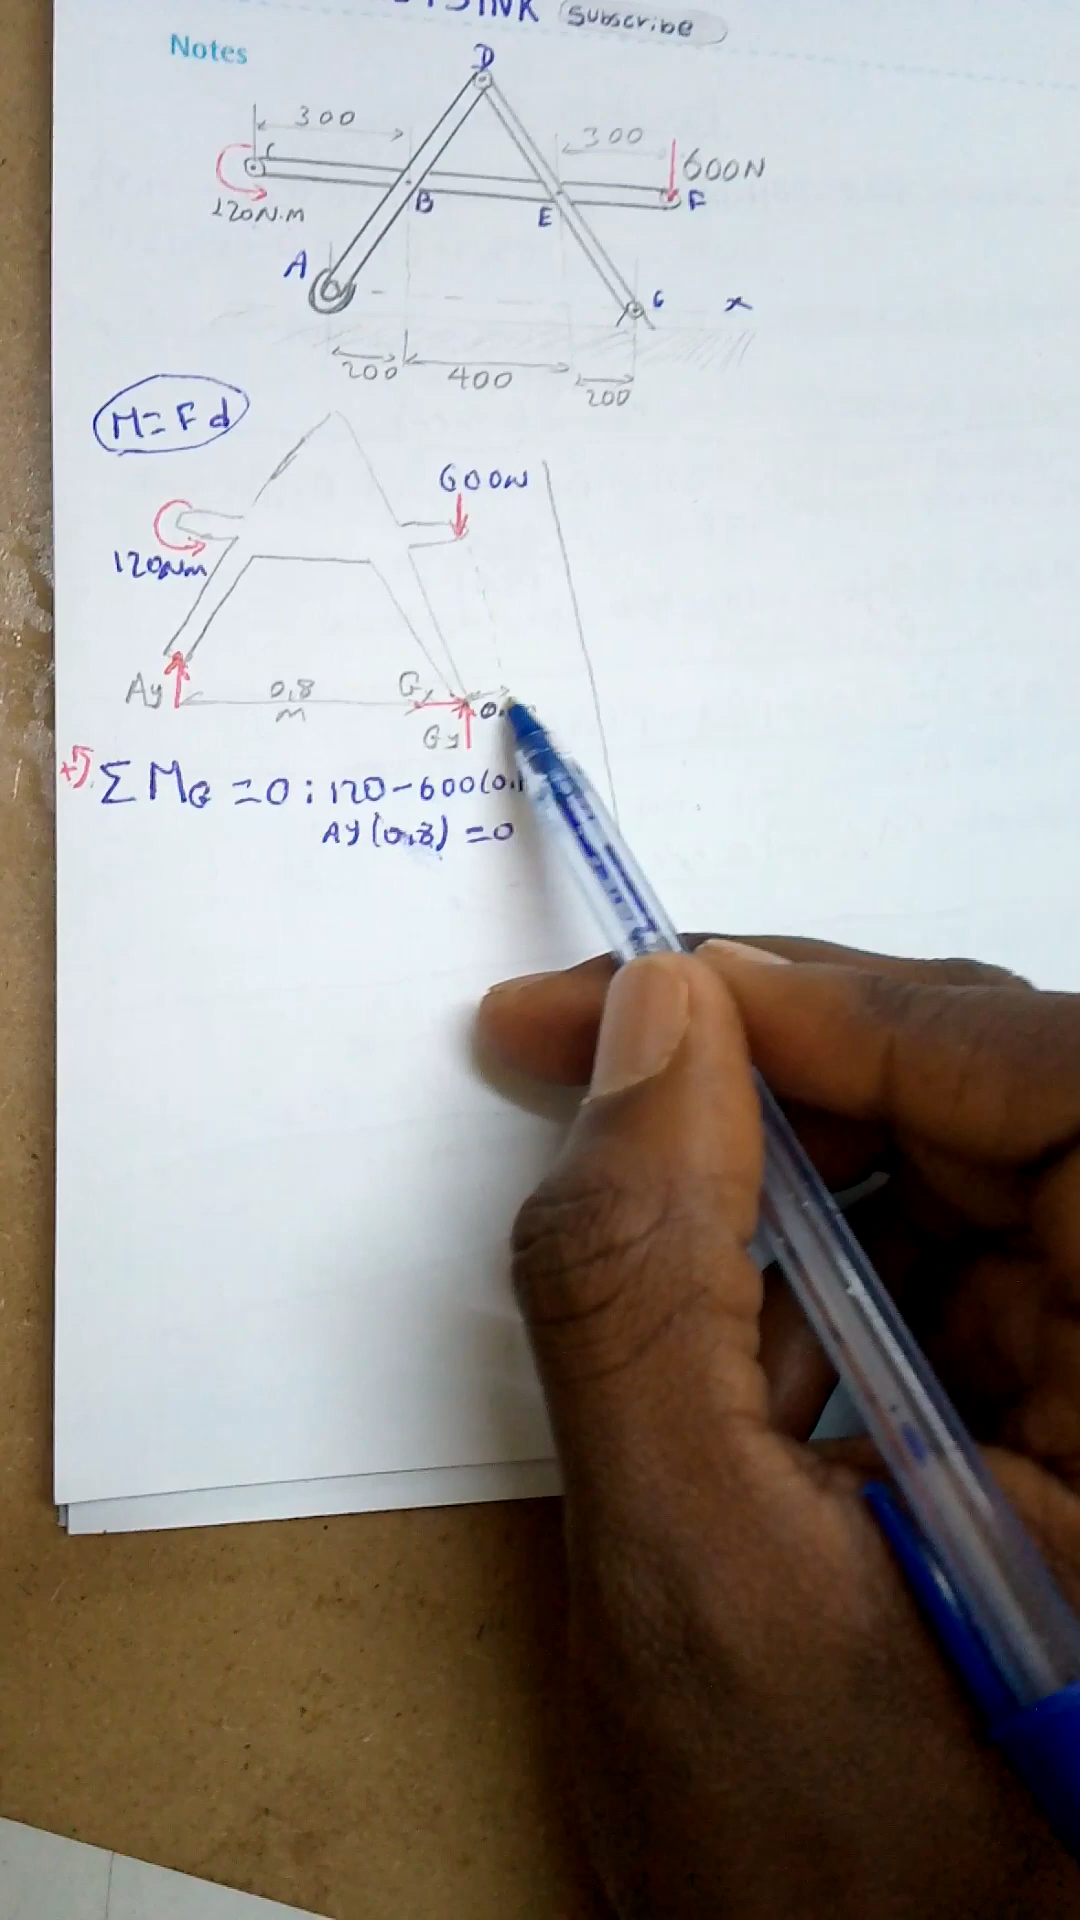 Subscribe
Notes
D
300
300
600N
C
B
E
F
120N.M
A
G
x
200
400
200
M=Fd
600N
120Nm
Ay
0,8
m
G
Gy
+
ΣMG =0: 120-600(0.1
Ay(0.8) =0